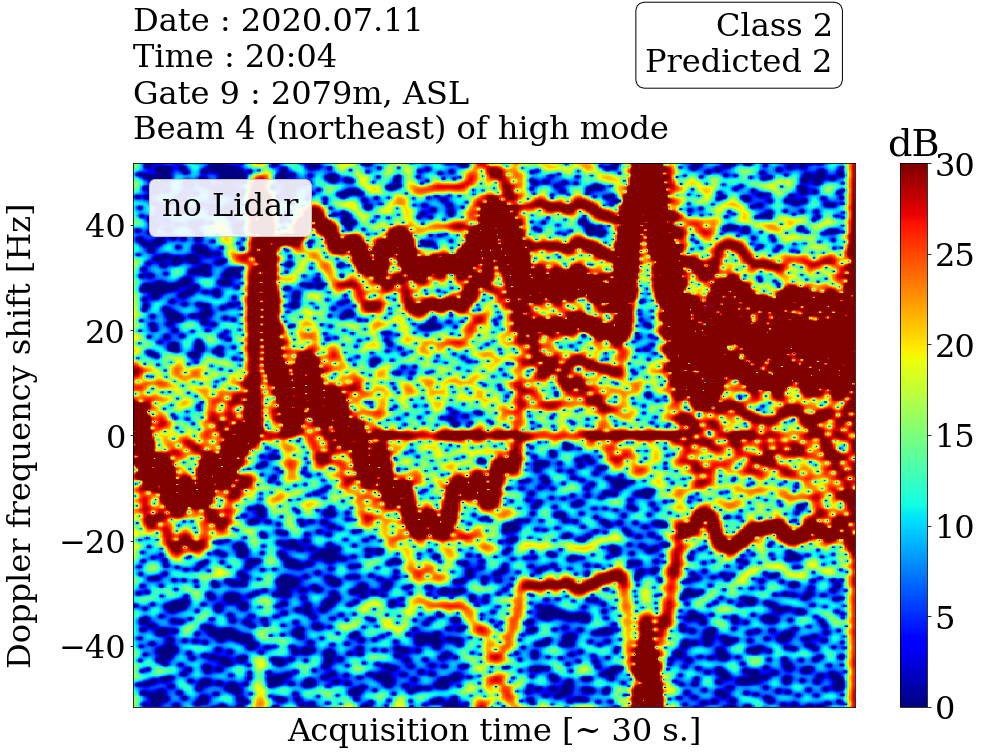 Date : 2020.07.11
Time : 20:04
Gate 9 : 2079m, ASL
Beam 4 (northeast) of high mode
Class 2
Predicted 2
dB
no Lidar
Doppler frequency shift [Hz]
40
20
0
−20
−40
30
25
20
15
10
5
0
Acquisition time [~ 30 s.]